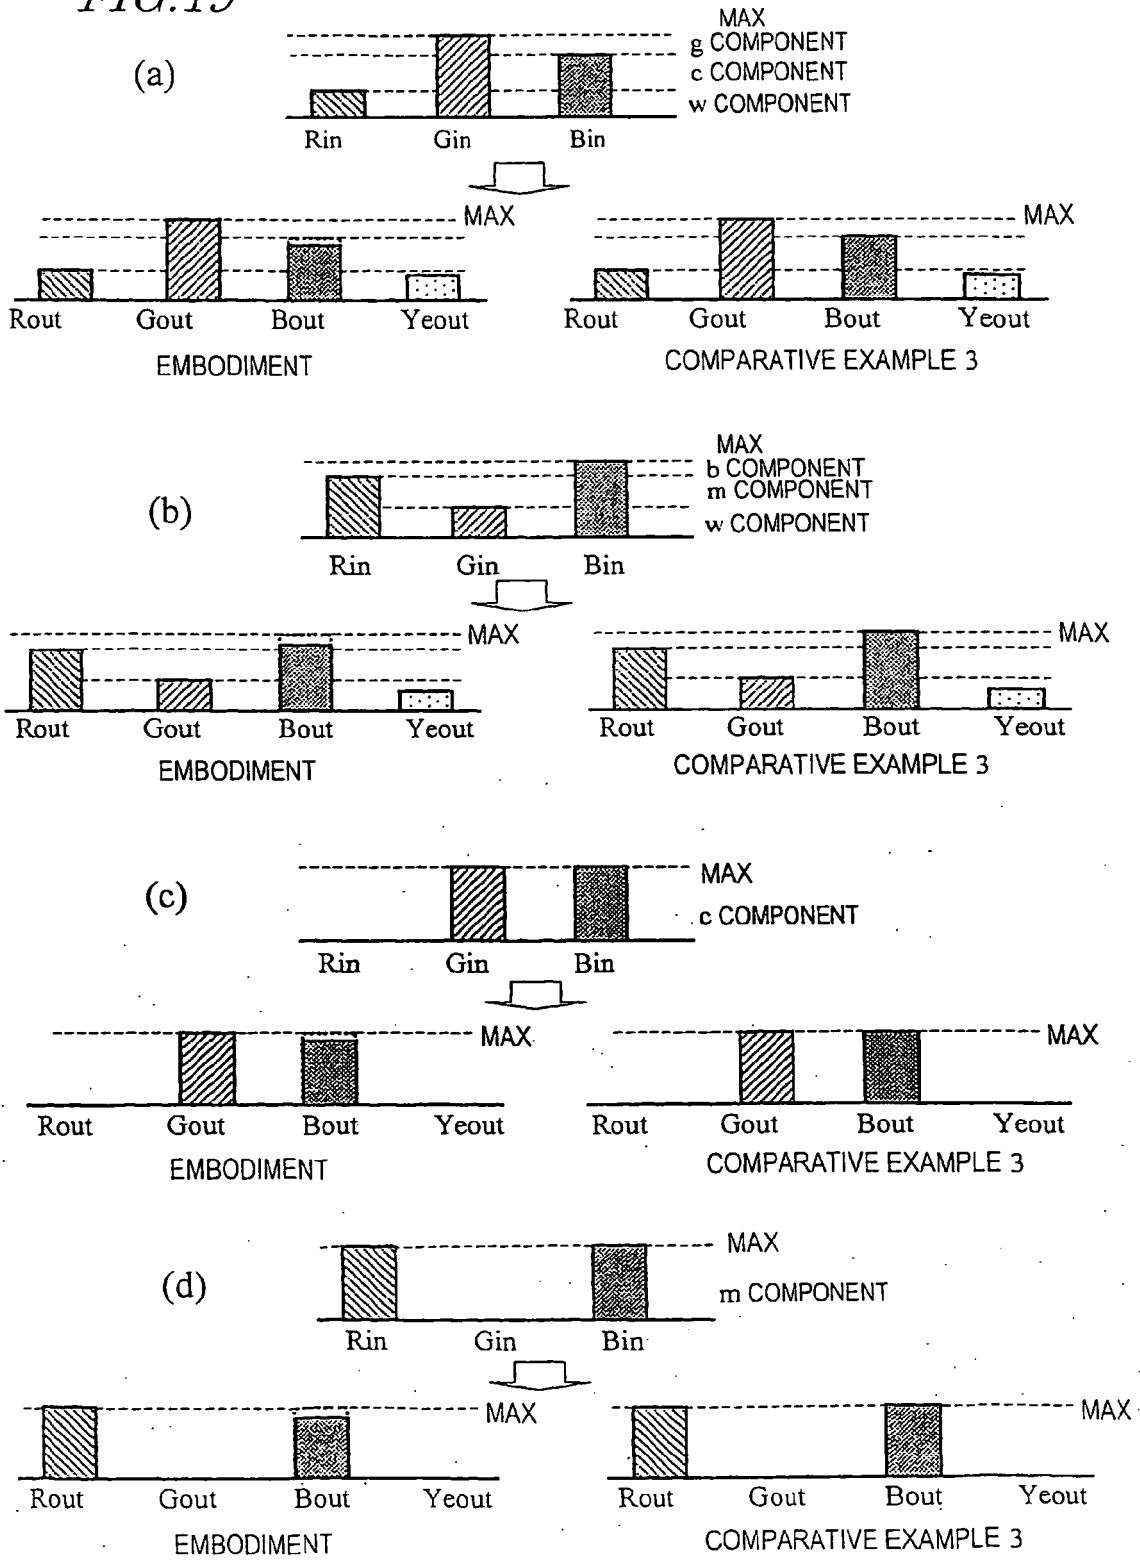 (a)
MAX
g COMPONENT
c COMPONENT
w COMPONENT
Rin Gin Bin
MAX MAX
Rout Gout Bout Yeout Rout Gout Bout Yeout
EMBODIMENT COMPARATIVE EXAMPLE 3
(b)
MAX
b COMPONENT
m COMPONENT
w COMPONENT
Rin Gin Bin
MAX MAX
Rout Gout Bout Yeout Rout Gout Bout Yeout
EMBODIMENT COMPARATIVE EXAMPLE 3
(c)
MAX
c COMPONENT
Rin Gin Bin
MAX MAX
Rout Gout Bout Yeout Rout Gout Bout Yeout
EMBODIMENT COMPARATIVE EXAMPLE 3
(d)
MAX
m COMPONENT
Rin Gin Bin
MAX MAX
Rout Gout Bout Yeout Rout Gout Bout Yeout
EMBODIMENT COMPARATIVE EXAMPLE 3